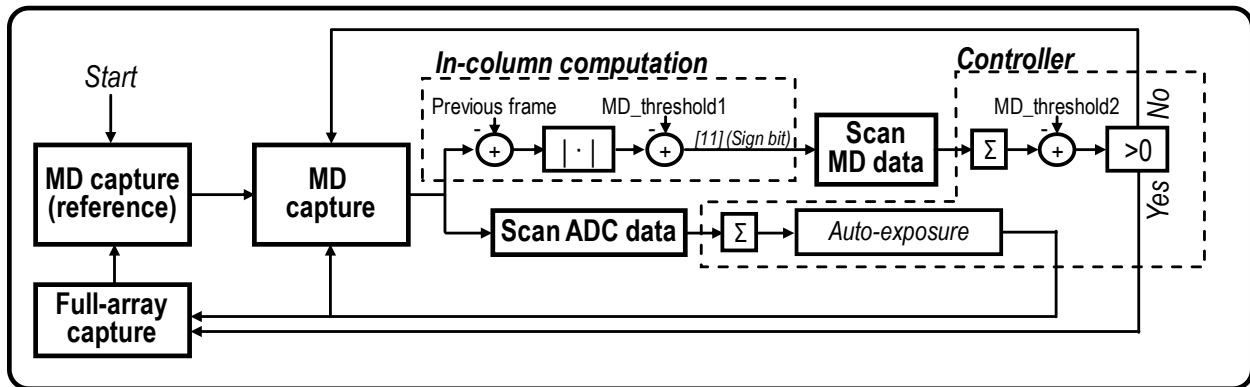 Start
In-column computation
Controller
Previous frame
MD_threshold1
MD_threshold2
No
-
-
-
+
| · |
+
[11] (Sign bit)
Scan
MD data
Σ
+
>0
MD capture
(reference)
MD
capture
Yes
Scan ADC data
Σ
Auto-exposure
Full-array
capture